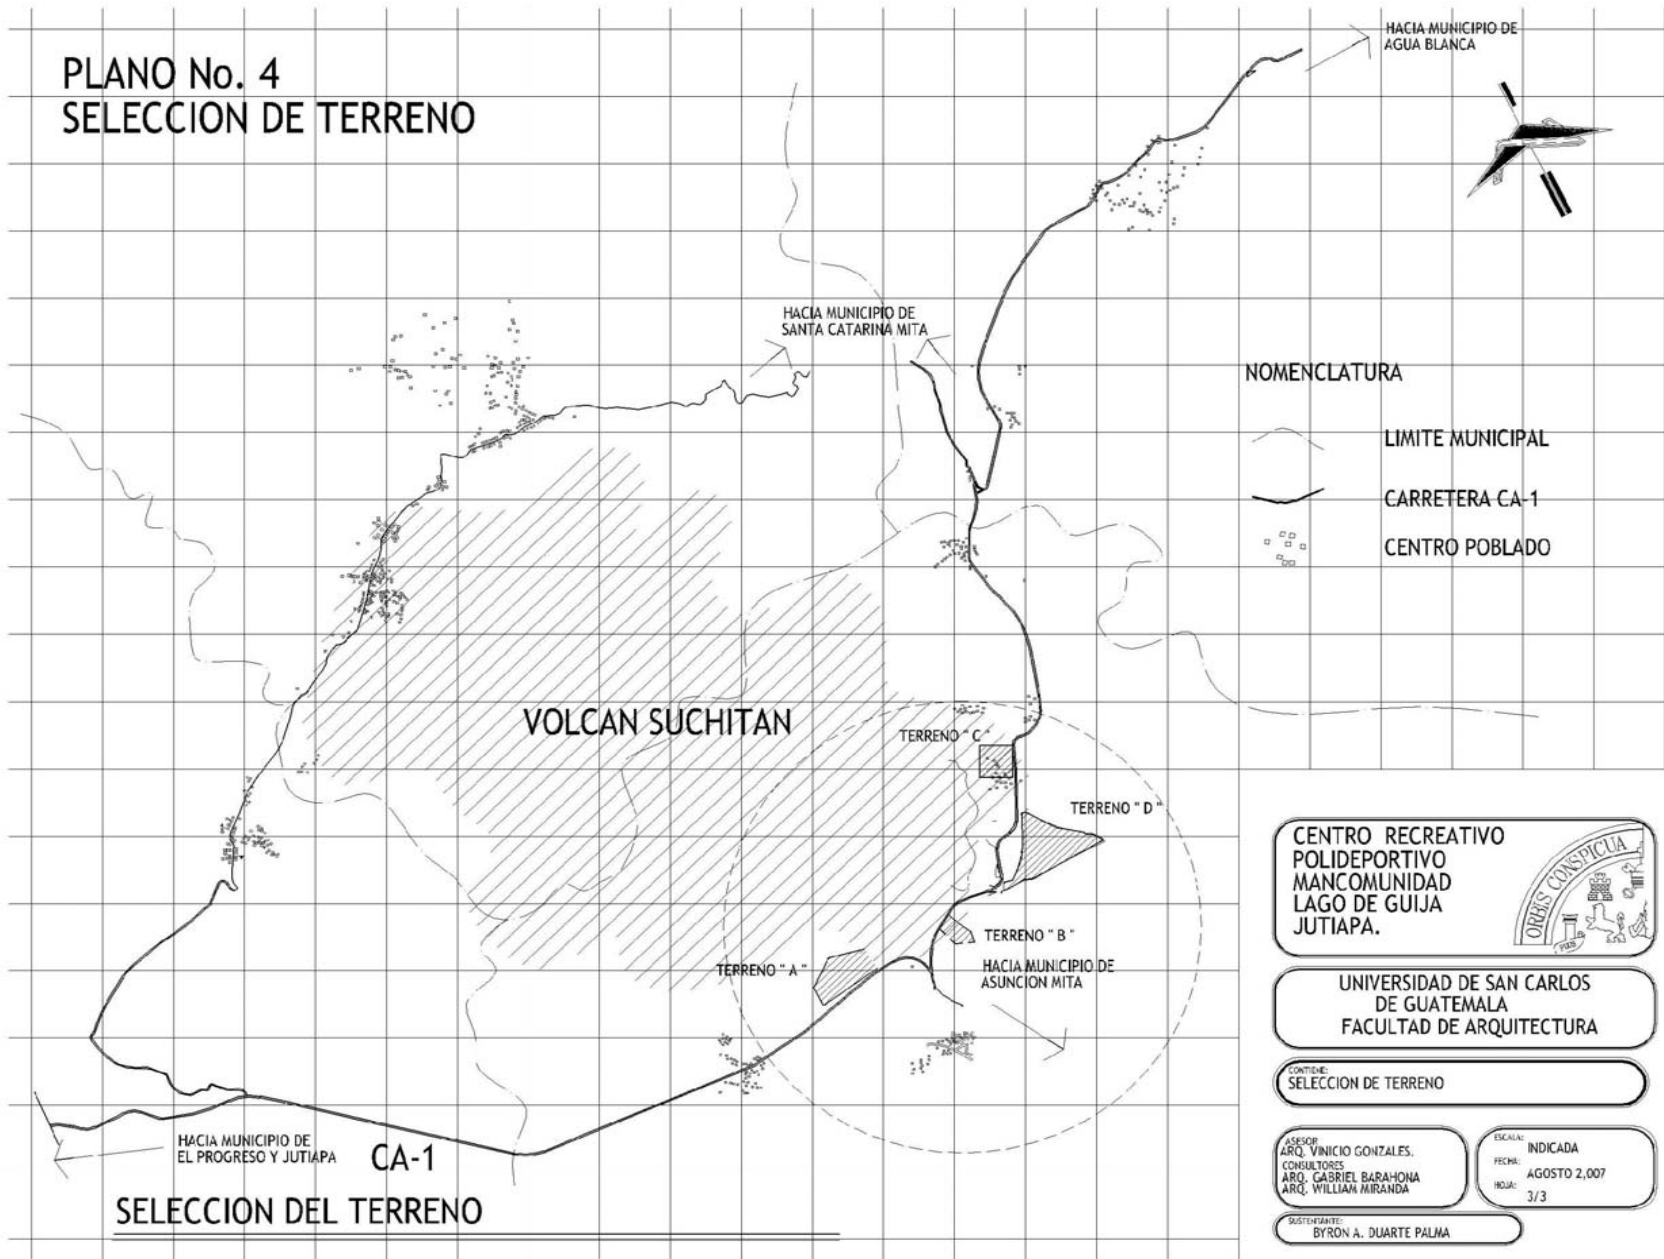 PLANO No. 4
SELECCION DE TERRENO
HACIA MUNICIPIO DE
AGUA BLANCA
HACIA MUNICIPIO DE
SANTA CATARINA MITA
NOMENCLATURA
LIMITE MUNICIPAL
CARRETERA CA-1
CENTRO POBLADO
VOLCAN SUCHITAN
TERRENO "C"
TERRENO "D"
TERRENO "B"
TERRENO "A"
HACIA MUNICIPIO DE
ASUNCION MITA
HACIA MUNICIPIO DE
EL PROGRESO Y JUTIAPA
CA-1
SELECCION DEL TERRENO
CENTRO RECREATIVO
POLIDEPORTIVO
MANCOMUNIDAD
LAGO DE GUIJA
JUTIAPA.
ORBIS CONSPICUA
PLUS
UNIVERSIDAD DE SAN CARLOS
DE GUATEMALA
FACULTAD DE ARQUITECTURA
CONTIENE:
SELECCION DE TERRENO
ASESOR
ARQ. VINICIO GONZALES.
CONSULTORES
ARQ. GABRIEL BARAHONA
ARQ. WILLIAM MIRANDA
ESCALA: INDICADA
FECHA: AGOSTO 2,007
HOJA: 3/3
SUSTENTANTE:
BYRON A. DUARTE PALMA